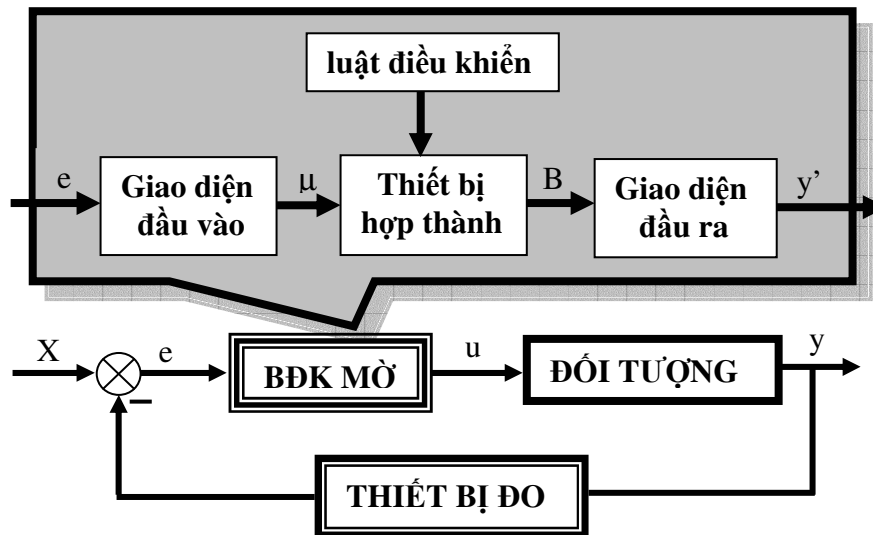 luật điều khiển
e
Giao diện
đầu vào
μ
Thiết bị
hợp thành
B
Giao diện
đầu ra
y’
X
e
BĐK MỜ
u
ĐỐI TƯỢNG
y
THIẾT BỊ ĐO